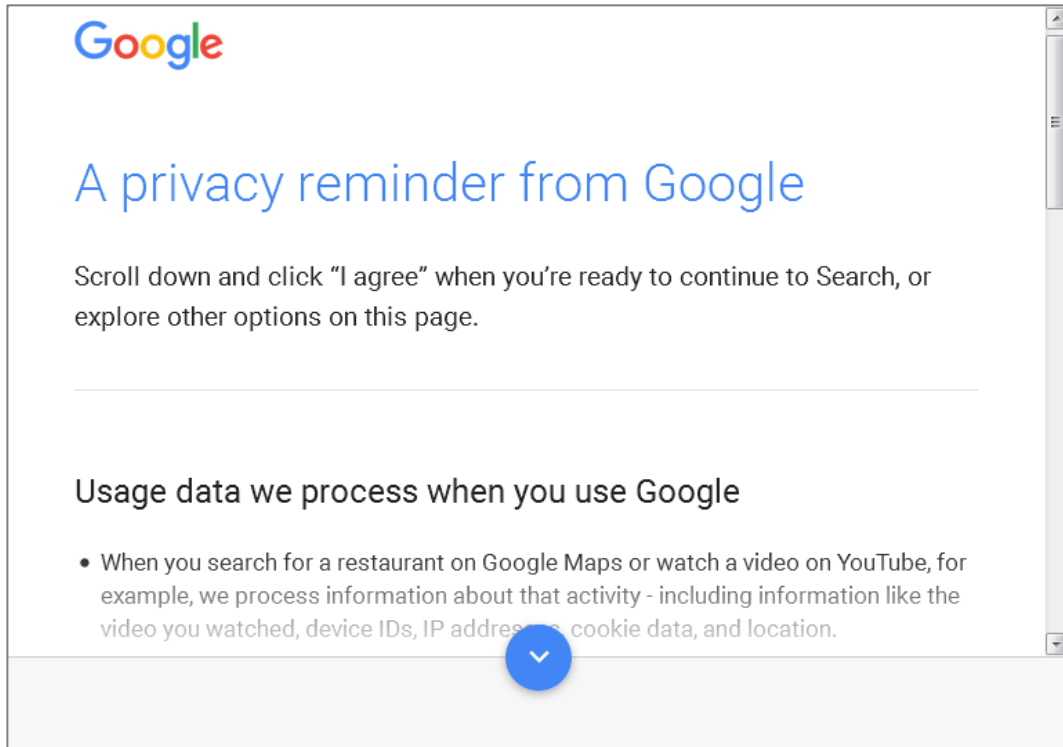 Google
A privacy reminder from Google
Scroll down and click “I agree” when you’re ready to continue to Search, or
explore other options on this page.
Usage data we process when you use Google
• When you search for a restaurant on Google Maps or watch a video on YouTube, for
example, we process information about that activity - including information like the
video you watched, device IDs, IP addresses, cookie data, and location.